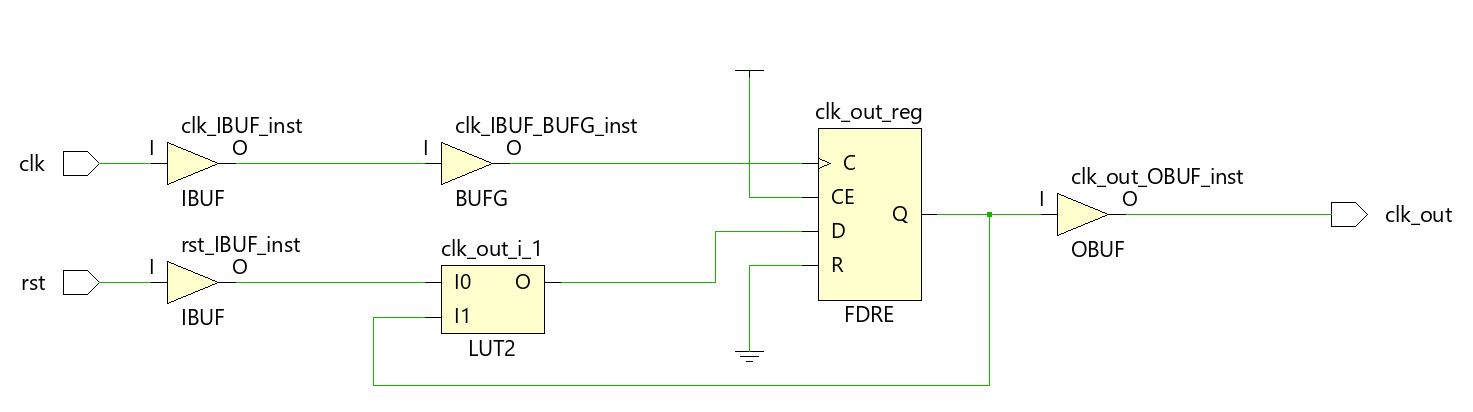 clk_out_reg
clk_IBUF_inst
clk_IBUF_BUFG_inst
clk
I
O
IBUF
I
O
BUFG
C
CE
D
R
Q
FDRE
clk_out_OBUF_inst
I
O
OBUF
clk_out
rst_IBUF_inst
rst
I
O
IBUF
clk_out_i_1
I0
O
I1
LUT2